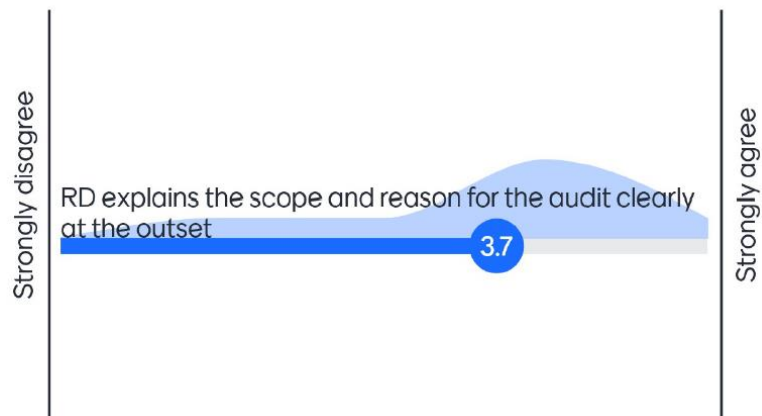 Strongly disagree
RD explains the scope and reason for the audit clearly
at the outset
3.7
Strongly agree